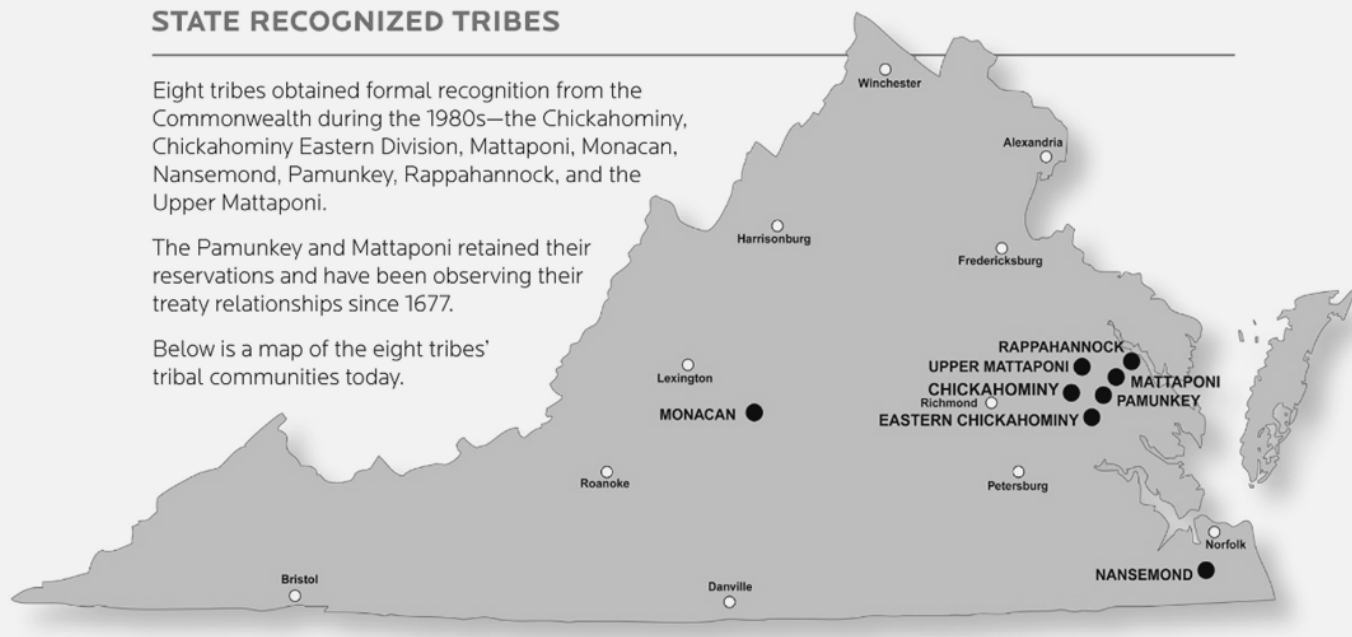 STATE RECOGNIZED TRIBES
Eight tribes obtained formal recognition from the
Commonwealth during the 1980s—the Chickahominy,
Chickahominy Eastern Division, Mattaponi, Monacan,
Nansemond, Pamunkey, Rappahannock, and the
Upper Mattaponi.
The Pamunkey and Mattaponi retained their
reservations and have been observing their
treaty relationships since 1677.
Below is a map of the eight tribes'
tribal communities today.
Winchester
Alexandria
Harrisonburg
Fredericksburg
RAPPAHANNOCK
UPPER MATTAPONI
Lexington
MATTAPONI
CHICKAHOMINY
PAMUNKEY
Richmond
MONACAN
EASTERN CHICKAHOMINY
Roanoke
Petersburg
Norfolk
NANSEMOND
Bristol
Danville